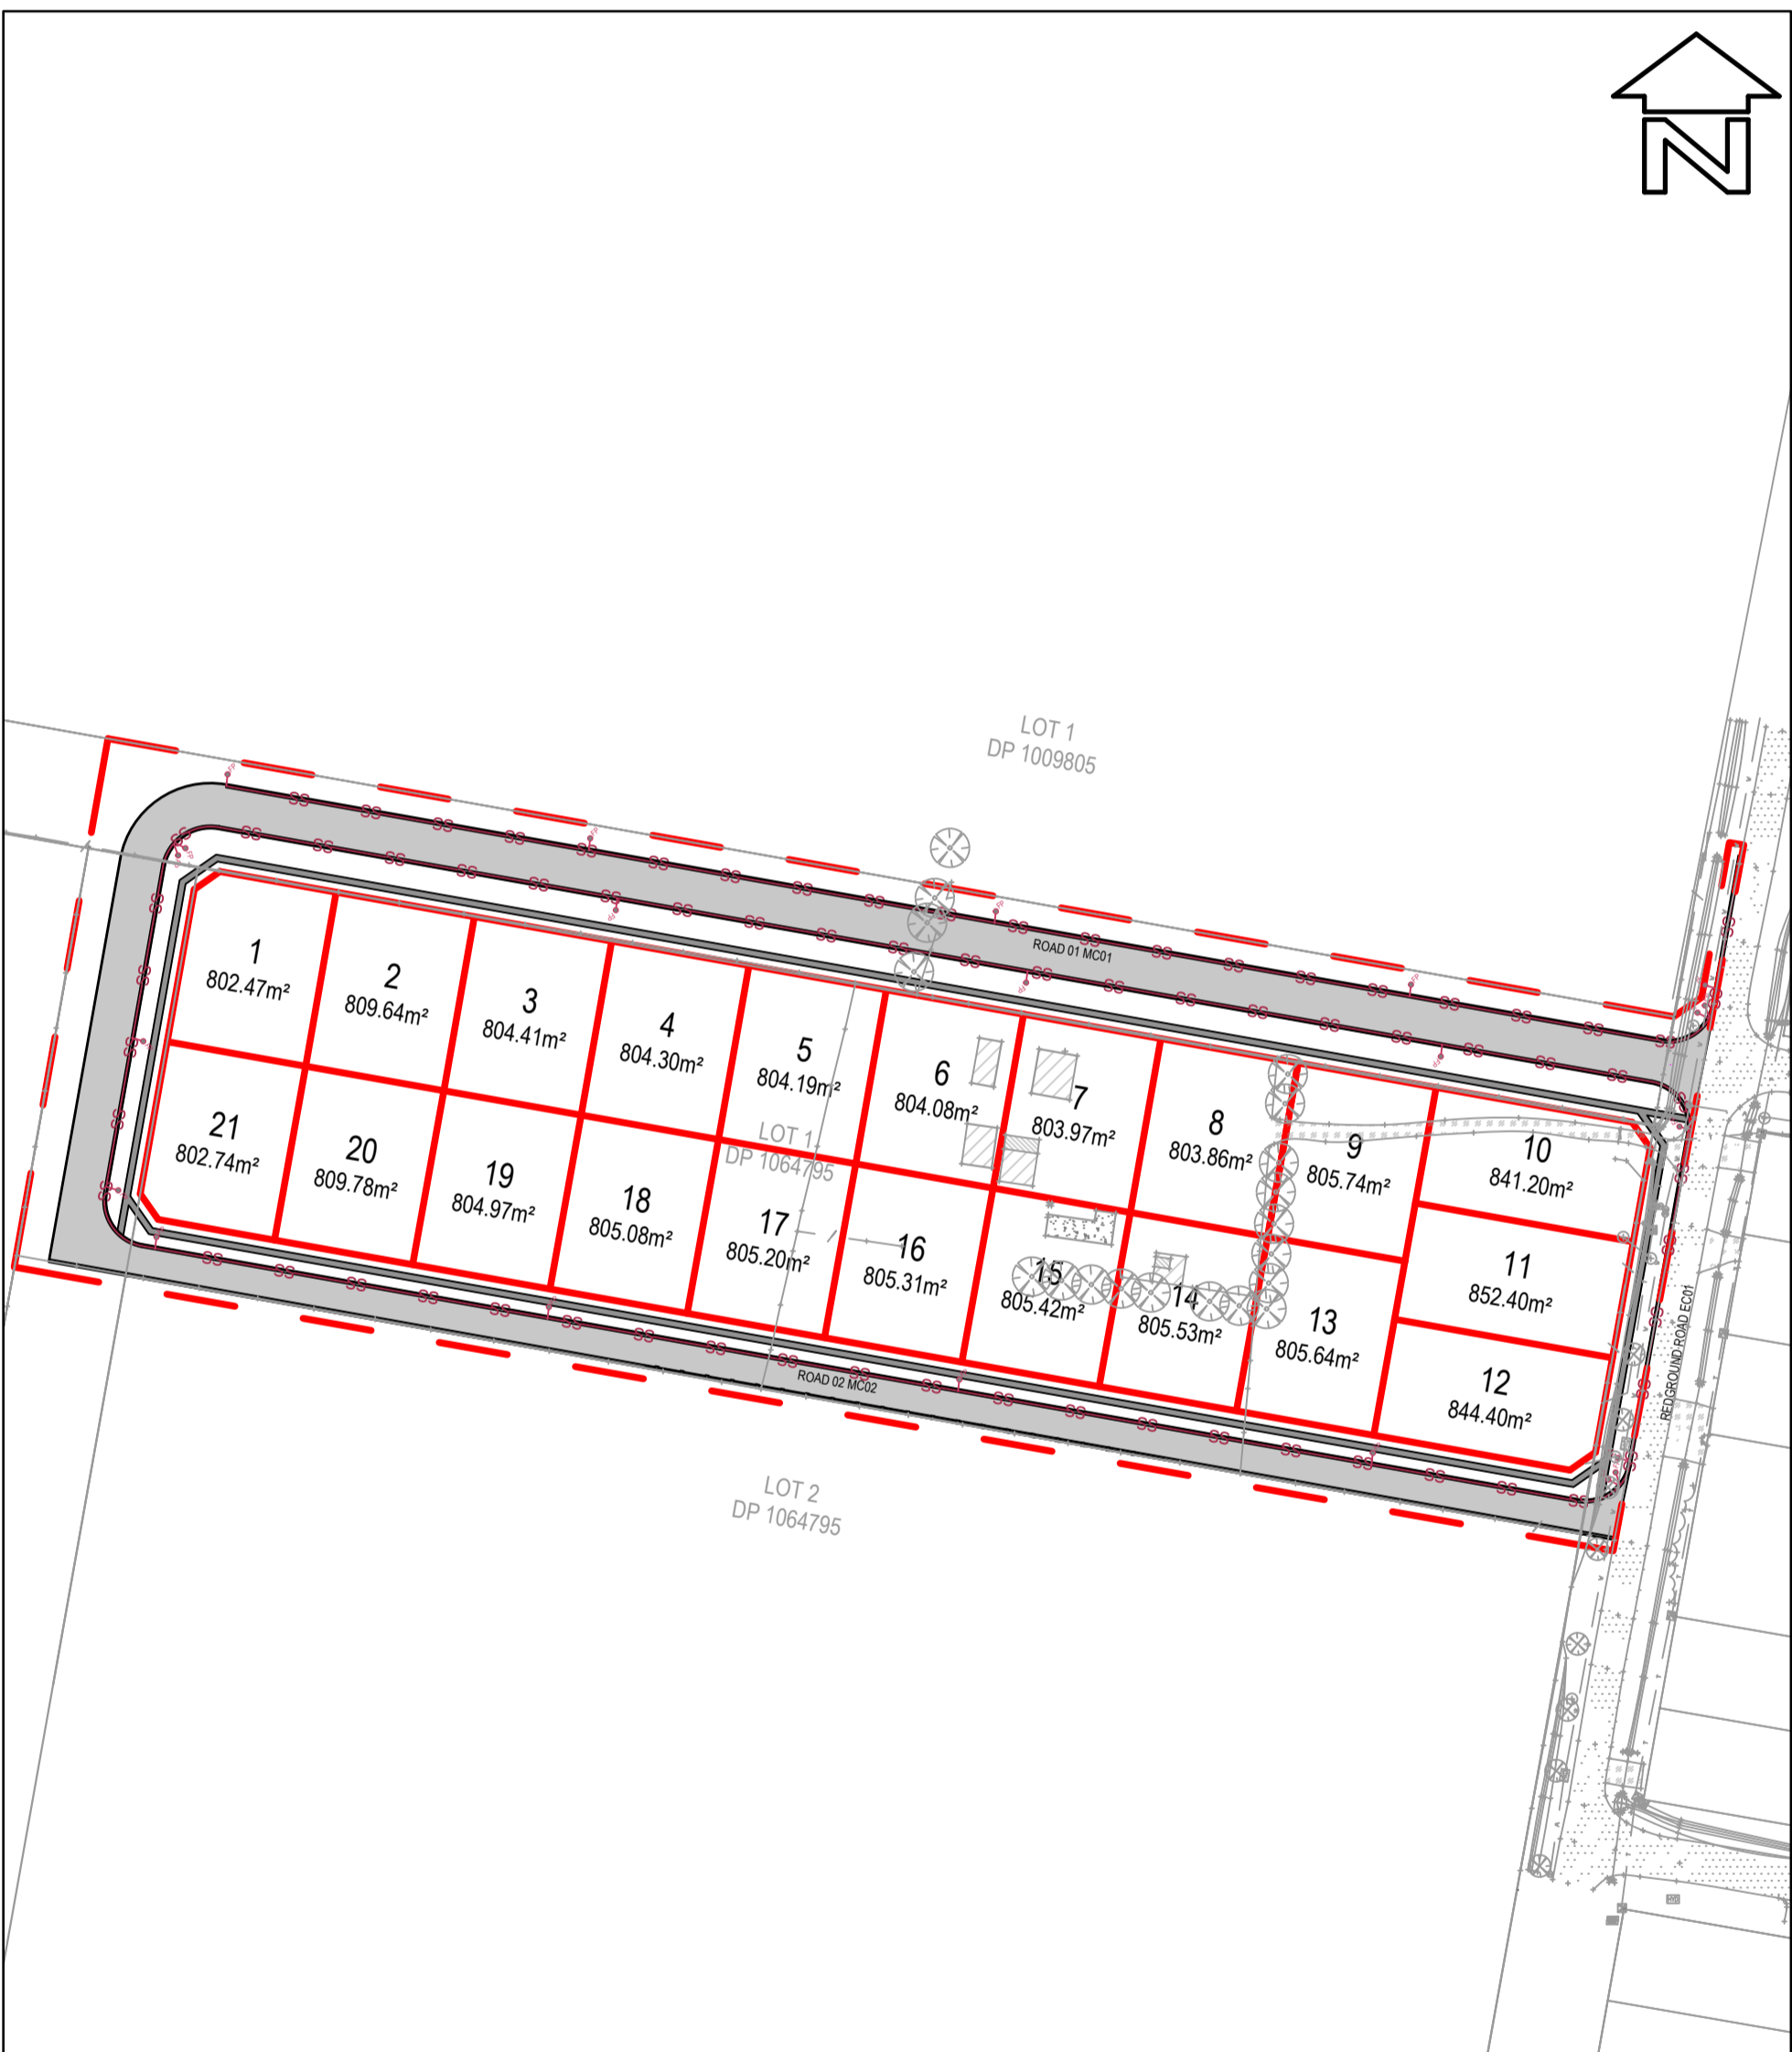 N
LOT 1
DP 1009805
ROAD 01 MC01
1
802.47m²
2
809.64m²
3
804.41m²
4
804.30m²
5
804.19m²
6
804.08m²
7
803.97m²
8
803.86m²
9
805.74m²
10
841.20m²
LOT 1
DP 1064795
21
802.74m²
20
809.78m²
19
804.97m²
18
805.08m²
17
805.20m²
16
805.31m²
15
805.42m²
14
805.53m²
13
805.64m²
11
852.40m²
12
844.40m²
REDGROUND ROAD EC01
ROAD 02 MC02
LOT 2
DP 1064795